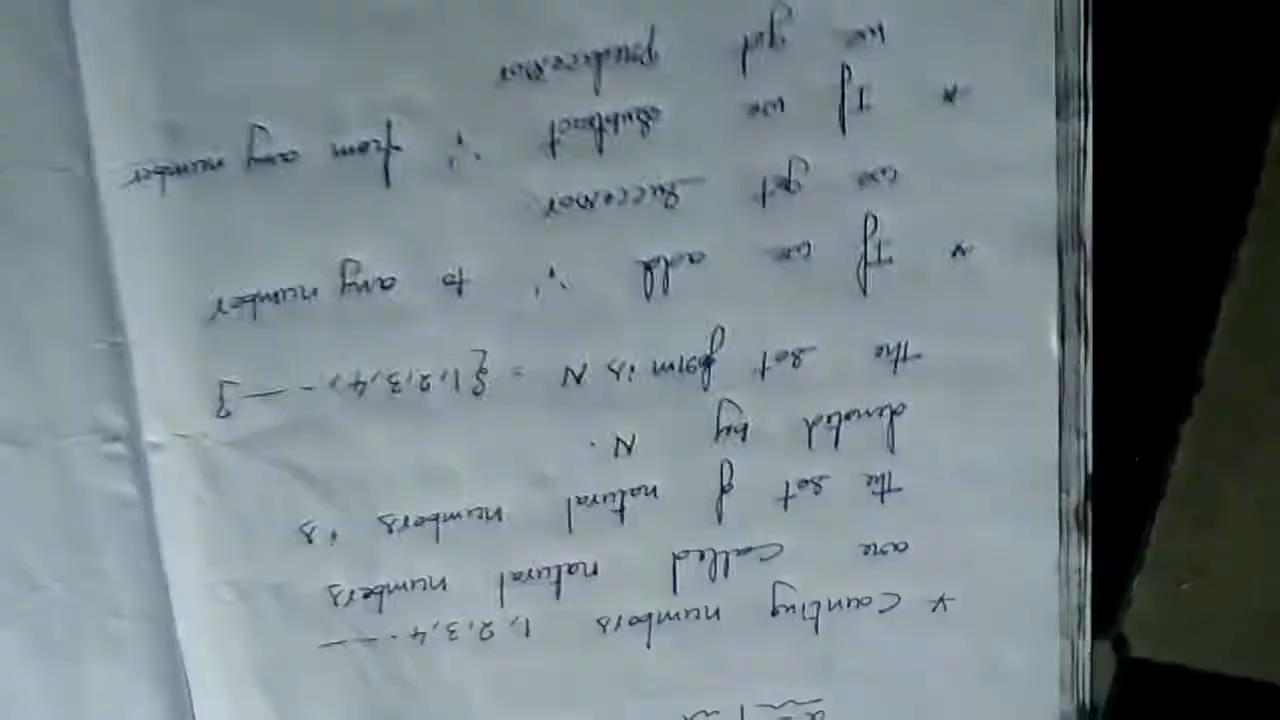 * Counting numbers 1, 2, 3, 4, - - —
are called natural numbers
the set of natural numbers is
denoted by N.
the set form is N = {1, 2, 3, 4, - — — }
* If we add '1' to any number
we get successor
* If we subtract '1' from any number
we get predecessor